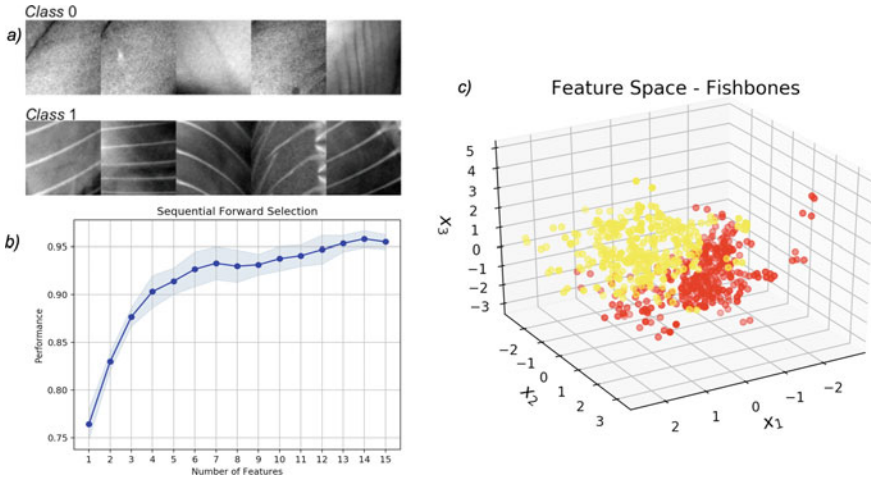 Class 0
a)
Class 1
b)
Sequential Forward Selection
Performance
0.95
0.90
0.85
0.80
0.75
1 2 3 4 5 6 7 8 9 10 11 12 13 14 15
Number of Features
c)
Feature Space - Fishbones
x3
5
4
3
2
1
0
−1
−2
−3
x2
−2
−1
0
1
2
3
x1
2
1
0
−1
−2